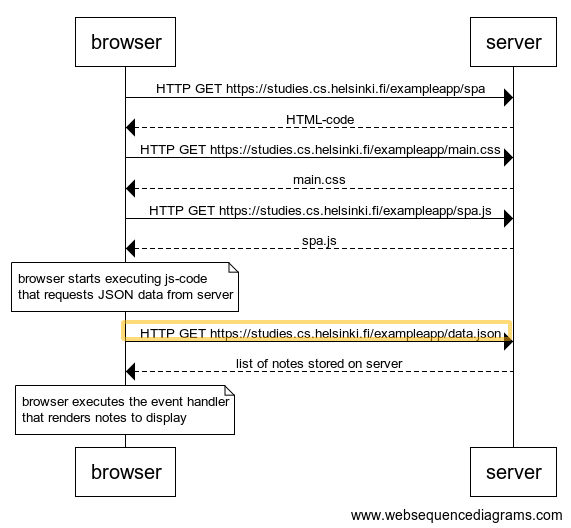 browser server
HTTP GET https://studies.cs.helsinki.fi/exampleapp/spa
HTML-code
HTTP GET https://studies.cs.helsinki.fi/exampleapp/main.css
main.css
HTTP GET https://studies.cs.helsinki.fi/exampleapp/spa.js
spa.js
browser starts executing js-code
that requests JSON data from server
HTTP GET https://studies.cs.helsinki.fi/exampleapp/data.json
list of notes stored on server
browser executes the event handler
that renders notes to display
browser server
www.websequencediagrams.com